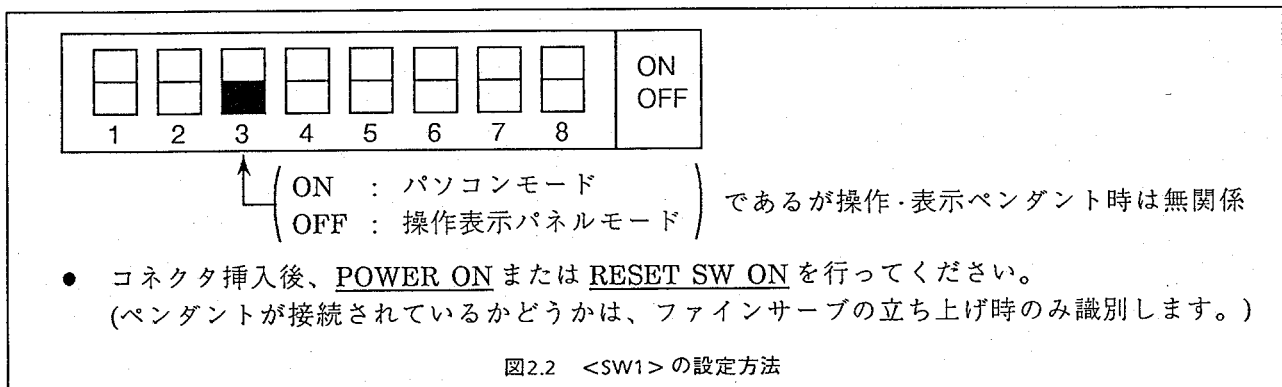 ON
OFF
1 2 3 4 5 6 7 8
ON : パソコンモード
OFF : 操作表示パネルモード
であるが操作・表示ペンダント時は無関係
● コネクタ挿入後、POWER ON または RESET SW ON を行ってください。
(ペンダントが接続されているかどうかは、ファインサーブの立ち上げ時のみ識別します。)
図2.2 <SW1> の設定方法